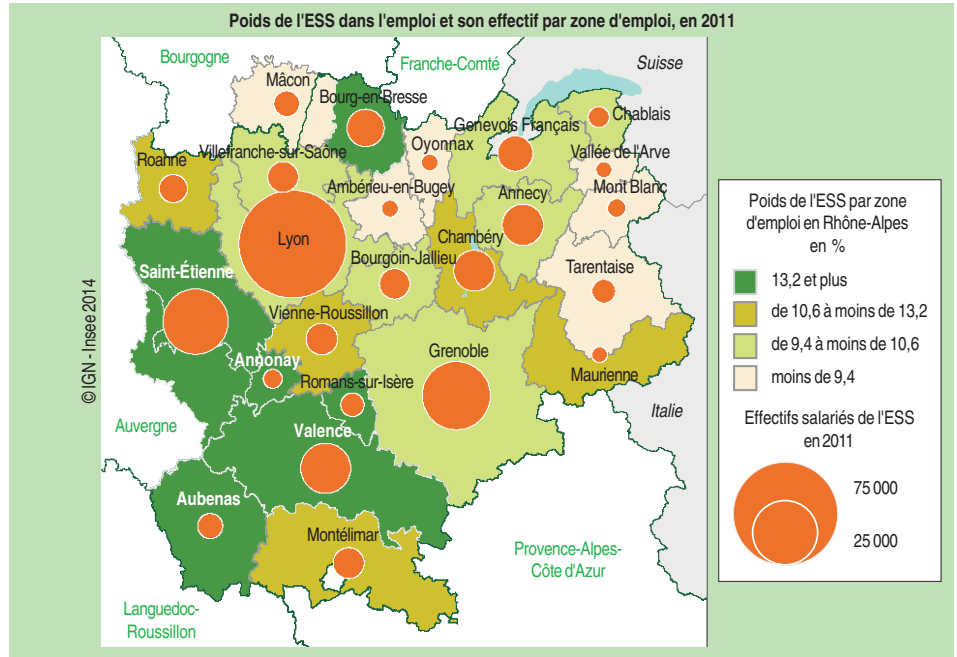 Poids de l'ESS dans l'emploi et son effectif par zone d'emploi, en 2011
Bourgogne
Franche-Comté
Suisse
Mâcon
Bourg-en-Bresse
Genevois Français
Chablais
Oyonnax
Roanne
Villefranche-sur-Saône
Vallée de l'Arve
Ambérieu-en-Bugey
Annecy
Mont Blanc
Lyon
Chambéry
Bourgoin-Jallieu
Tarentaise
Saint-Étienne
Vienne-Roussillon
Grenoble
Annonay
Maurienne
Romans-sur-Isère
Italie
Auvergne
Valence
Aubenas
Montélimar
Provence-Alpes-
Côte d'Azur
Languedoc-
Roussillon
©IGN - Insee 2014
Poids de l'ESS par zone
d'emploi en Rhône-Alpes
en %
13,2 et plus
de 10,6 à moins de 13,2
de 9,4 à moins de 10,6
moins de 9,4
Effectifs salariés de l'ESS
en 2011
75 000
25 000